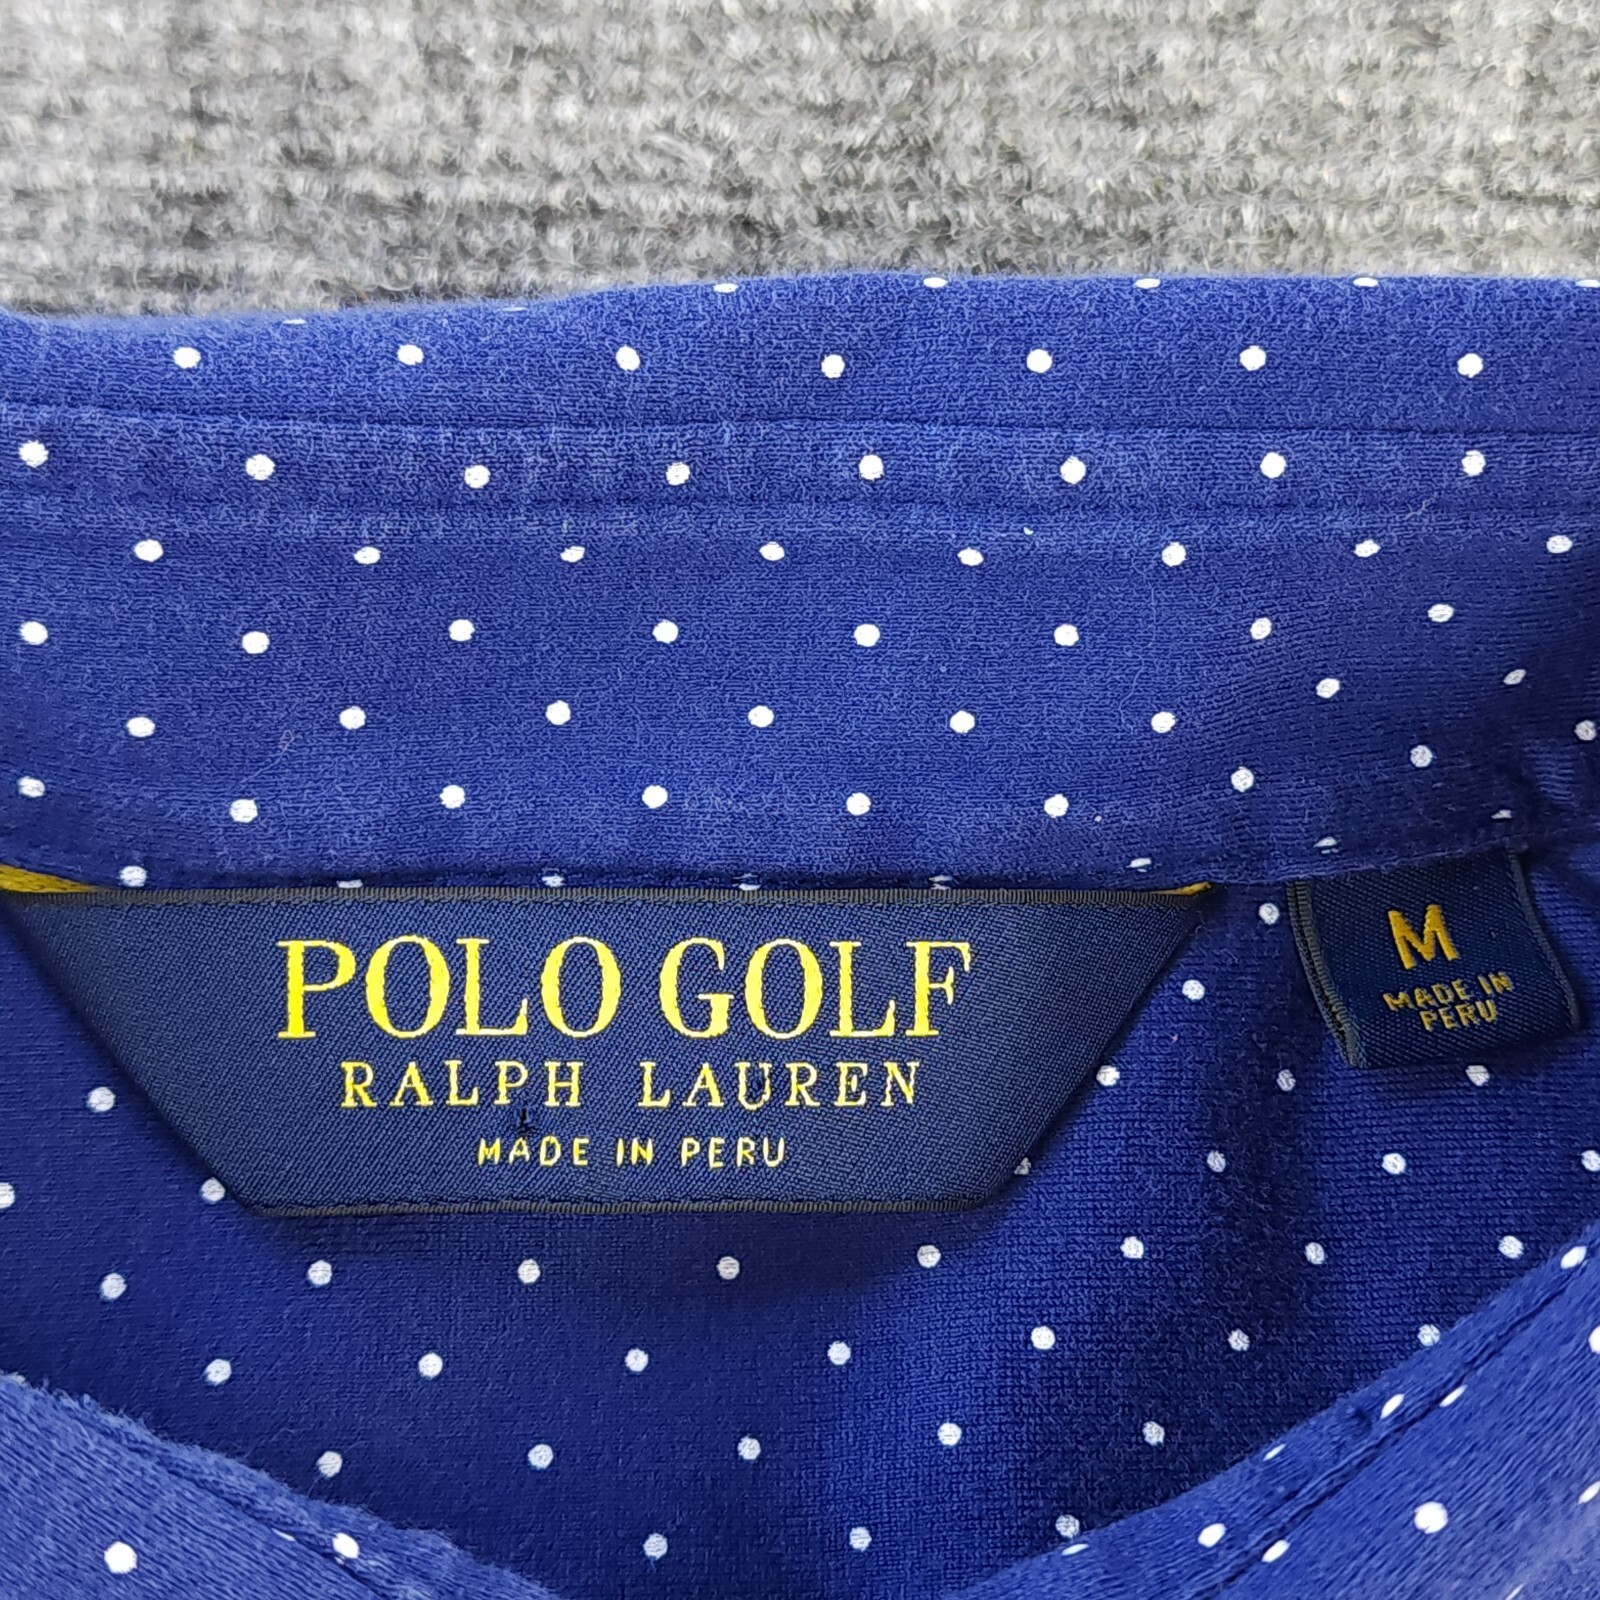 POLO GOLF
RALPH LAUREN
MADE IN PERU
M
MADE IN
PERU